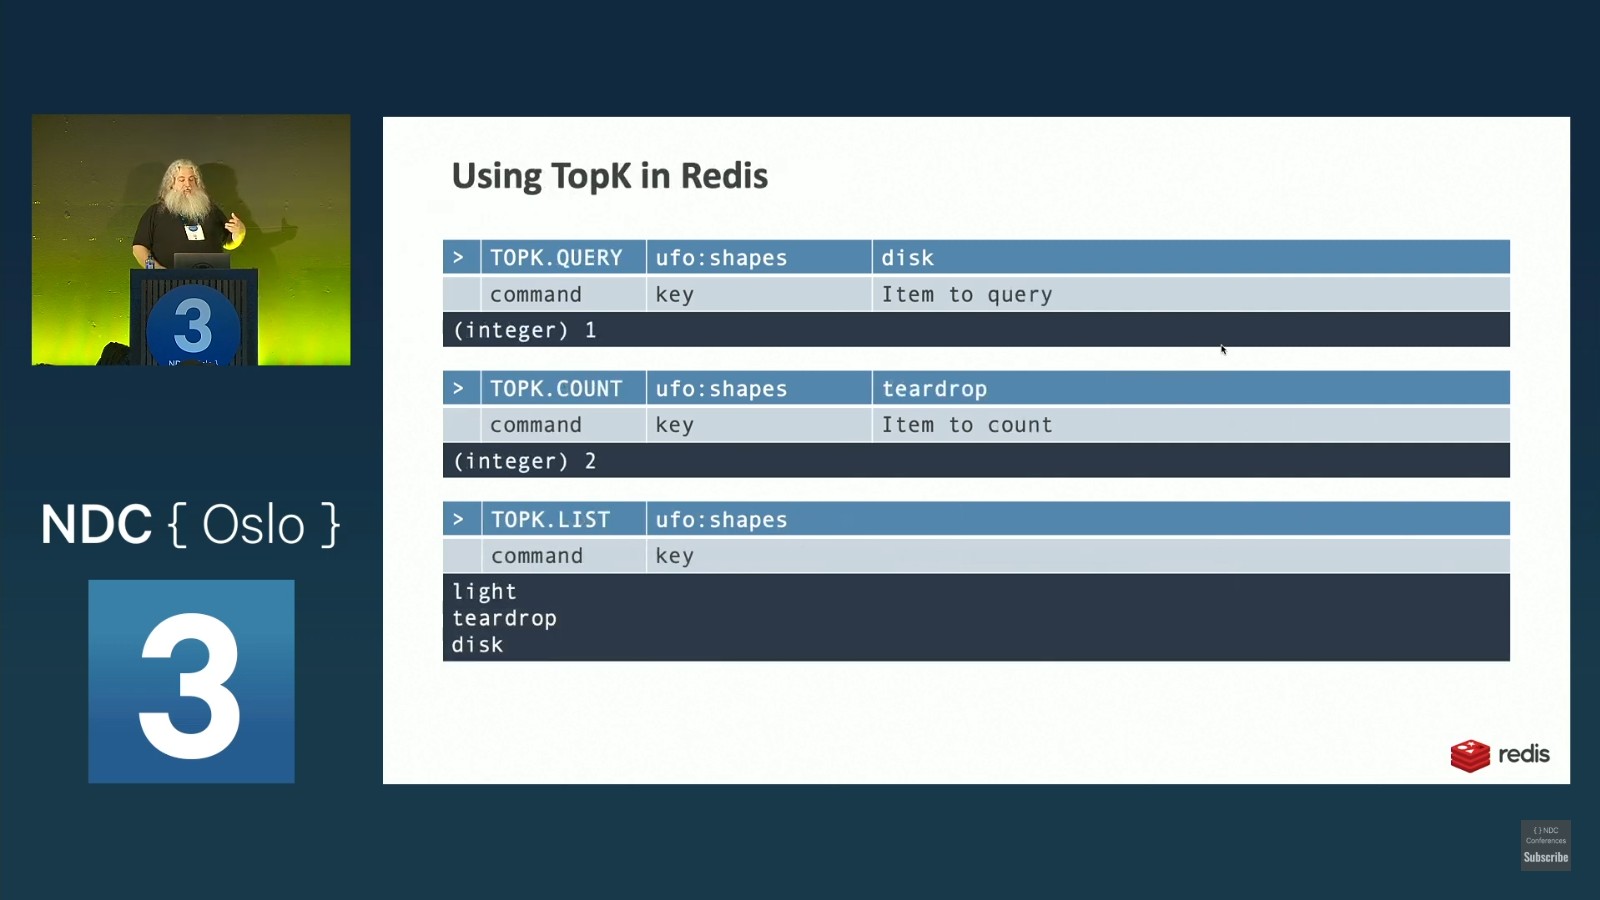 Using TopK in Redis
> TOPK.QUERY ufo:shapes disk
command key Item to query
(integer) 1
> TOPK.COUNT ufo:shapes teardrop
command key Item to count
(integer) 2
> TOPK.LIST ufo:shapes
command key
light
teardrop
disk
redis
3
NDC { Oslo }
3
{ } NDC
Conferences
Subscribe